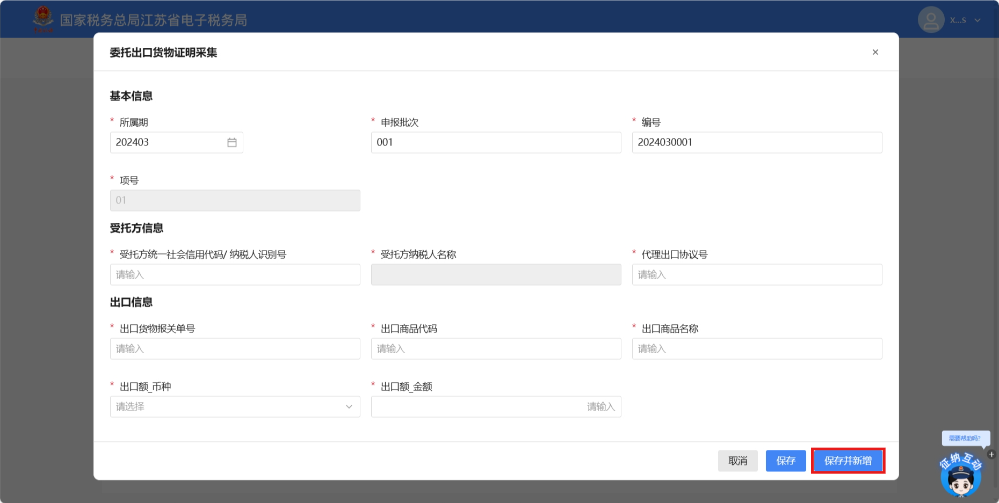 国家税务总局江苏省电子税务局
X...S
委托出口货物证明采集
×
基本信息
* 所属期
* 申报批次
* 编号
202403
001
2024030001
* 项号
01
受托方信息
* 受托方统一社会信用代码/ 纳税人识别号
* 受托方纳税人名称
* 代理出口协议号
请输入
请输入
出口信息
* 出口货物报关单号
* 出口商品代码
* 出口商品名称
请输入
请输入
请输入
* 出口额_币种
* 出口额_金额
请选择
请输入
需要帮助吗?
取消
保存
保存并新增
征纳互动